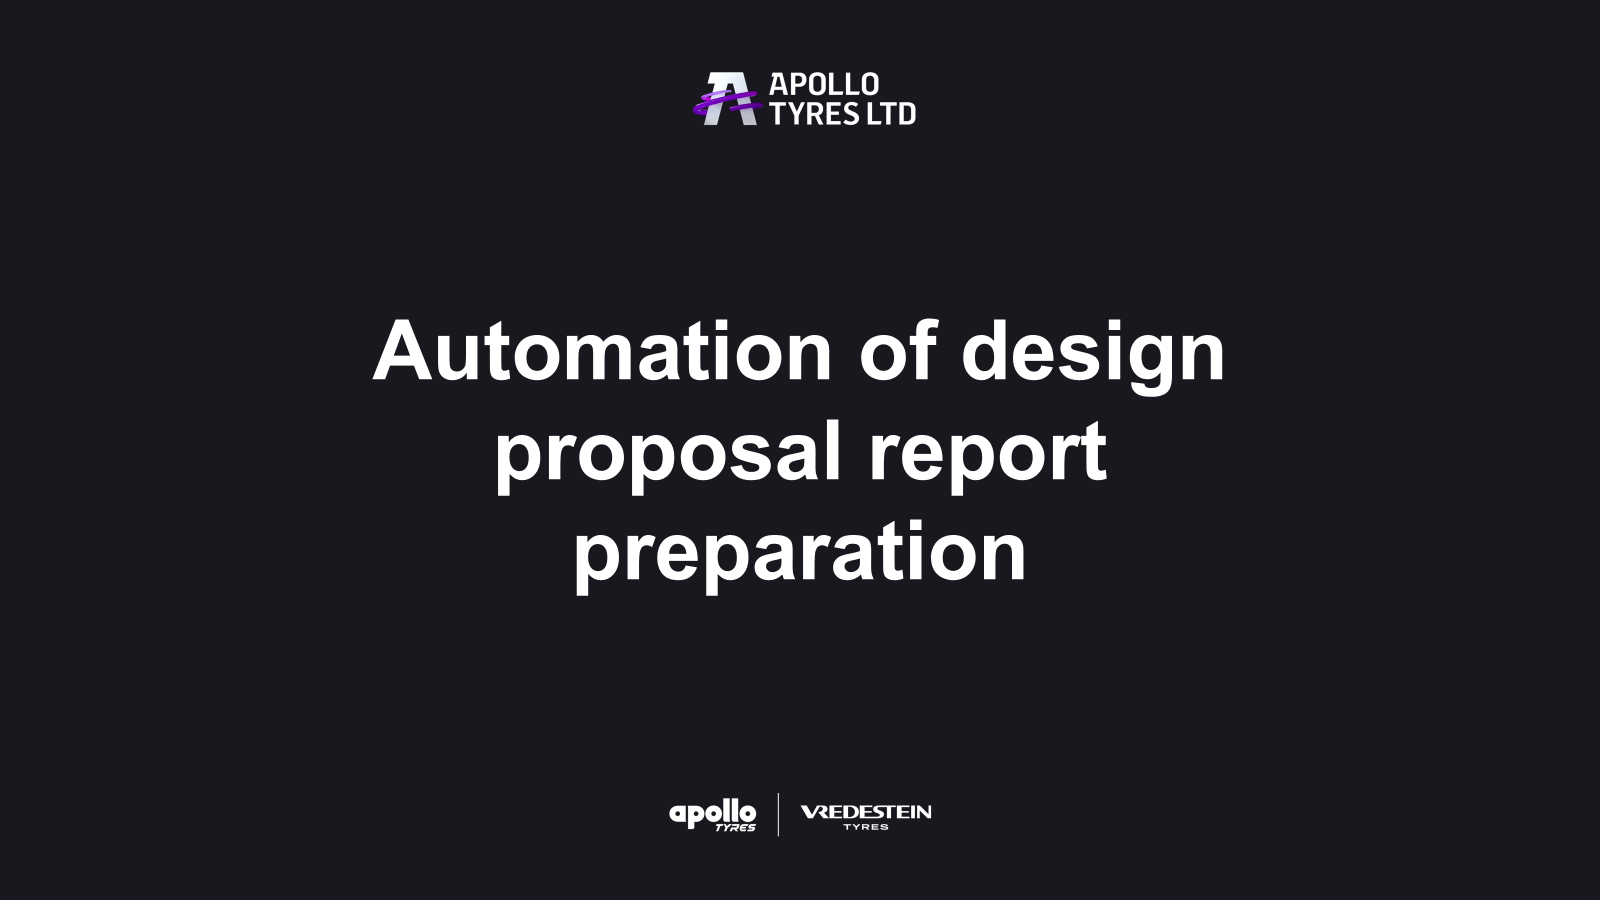 APOLLO
TYRES LTD
Automation of design
proposal report
preparation
apollo
TYRES
VREDESTEIN
TYRES